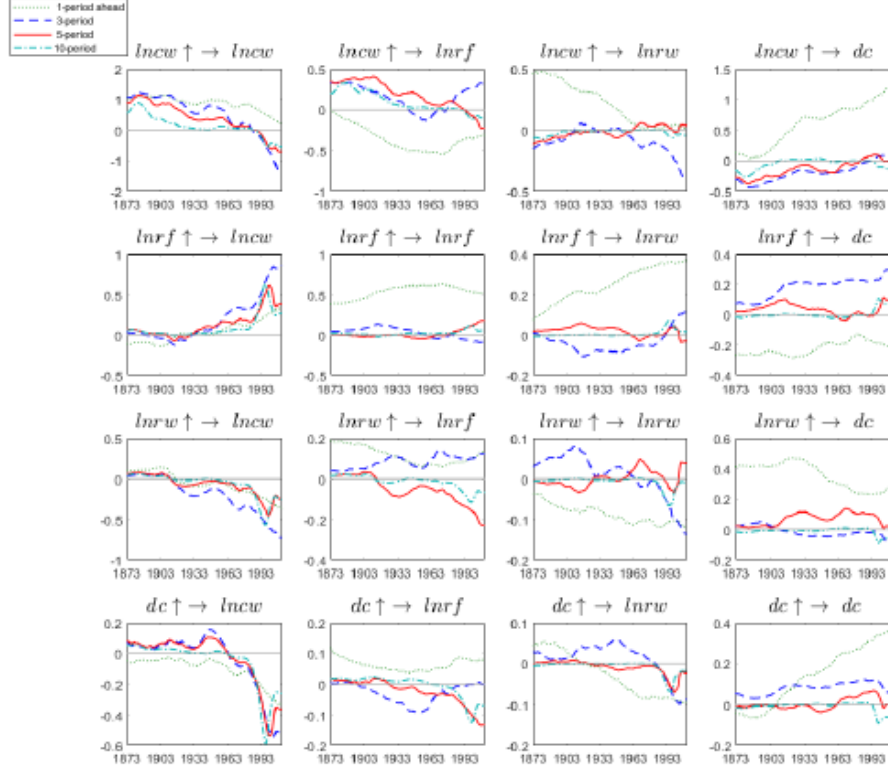 1-period ahead
3-period
5-period
10-period
lncw ↑ → lncw
lncw ↑ → lnrf
lncw ↑ → lnrw
lncw ↑ → dc
2
1
0
-1
-2
1873 1903 1933 1963 1993
0.5
0
-0.5
-1
1873 1903 1933 1963 1993
0.5
0
-0.5
1873 1903 1933 1963 1993
1.5
1
0.5
0
-0.5
1873 1903 1933 1963 1993
lnrf ↑ → lncw
lnrf ↑ → lnrf
lnrf ↑ → lnrw
lnrf ↑ → dc
1
0.5
0
-0.5
1873 1903 1933 1963 1993
1
0.5
0
-0.5
1873 1903 1933 1963 1993
0.4
0.2
0
-0.2
1873 1903 1933 1963 1993
0.4
0.2
0
-0.2
-0.4
1873 1903 1933 1963 1993
lnrw ↑ → lncw
lnrw ↑ → lnrf
lnrw ↑ → lnrw
lnrw ↑ → dc
0.5
0
-0.5
-1
1873 1903 1933 1963 1993
0.2
0
-0.2
-0.4
1873 1903 1933 1963 1993
0.1
0
-0.1
-0.2
1873 1903 1933 1963 1993
0.6
0.4
0.2
0
-0.2
1873 1903 1933 1963 1993
dc ↑ → lncw
dc ↑ → lnrf
dc ↑ → lnrw
dc ↑ → dc
0.2
0
-0.2
-0.4
-0.6
1873 1903 1933 1963 1993
0.2
0.1
0
-0.1
-0.2
1873 1903 1933 1963 1993
0.1
0
-0.1
-0.2
1873 1903 1933 1963 1993
0.4
0.2
0
-0.2
1873 1903 1933 1963 1993